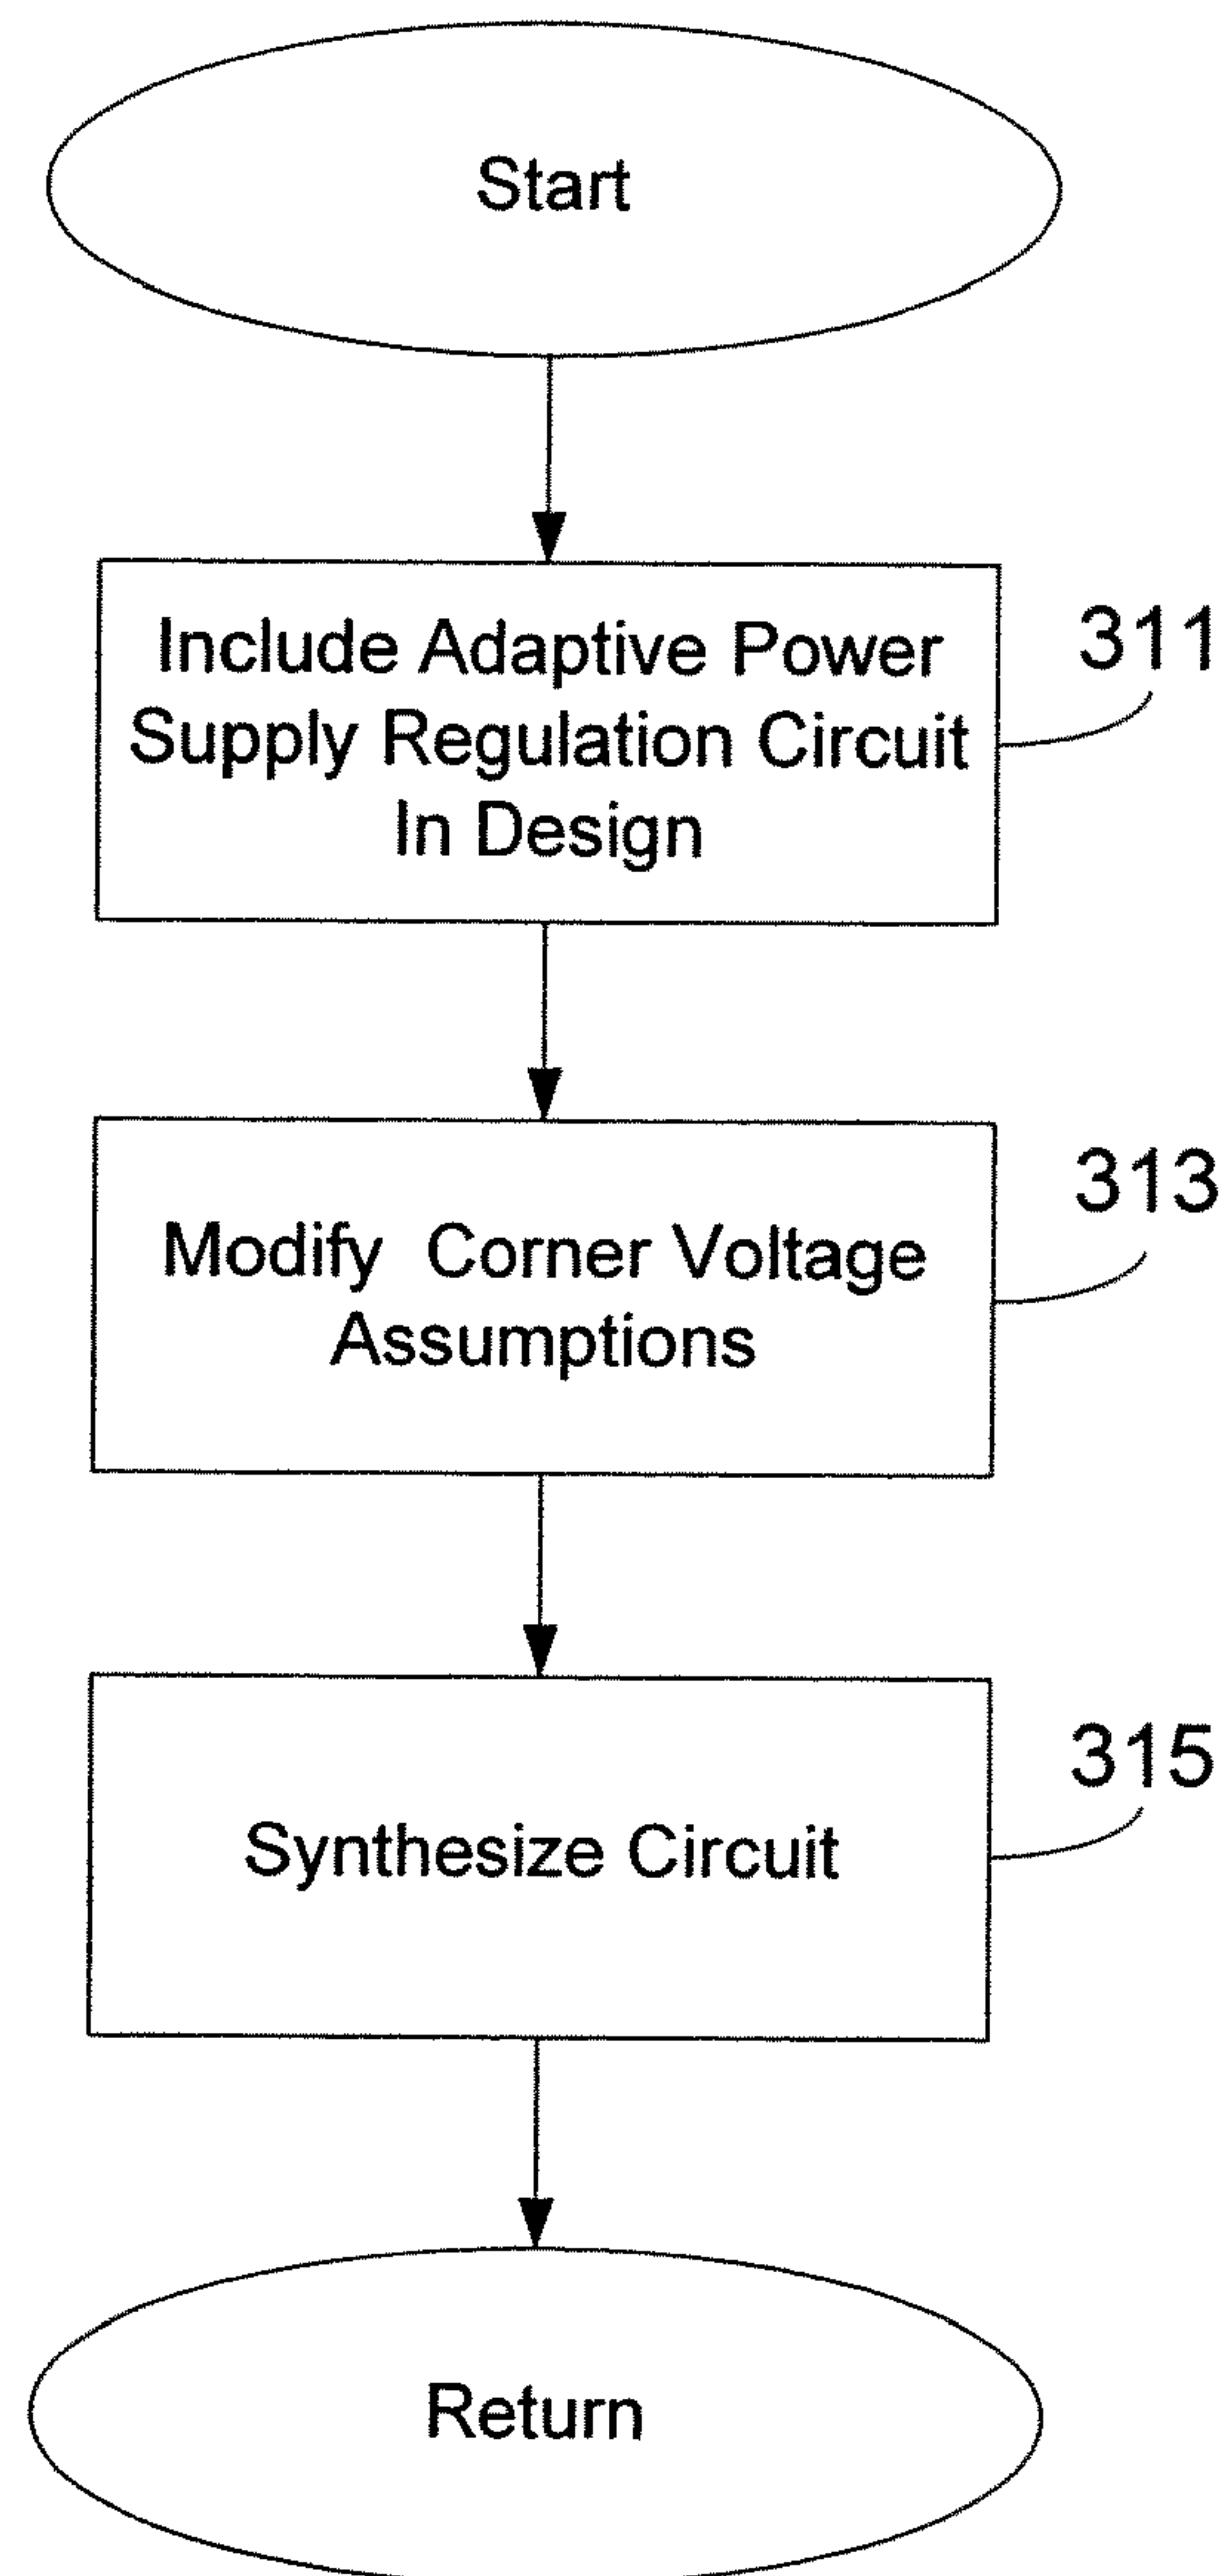 Start
Include Adaptive Power
Supply Regulation Circuit
In Design
311
Modify Corner Voltage
Assumptions
313
Synthesize Circuit
315
Return